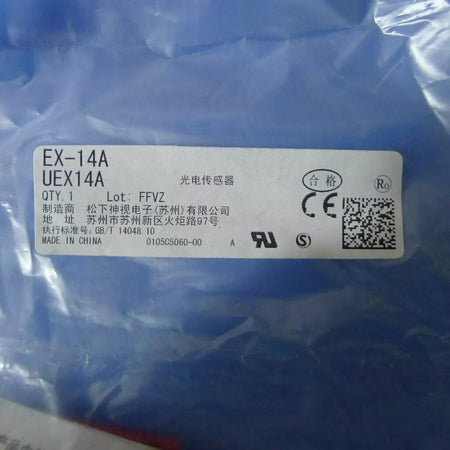 EX-14A
UEX14A
光电传感器
QTY. 1 Lot: FFVZ
制造商 松下神视电子(苏州)有限公司
地 址 苏州市苏州新区火炬路97号
执行标准号: GB/T 14048.10
MADE IN CHINA 0105C5060-00 A
合格
Ro
CE
S